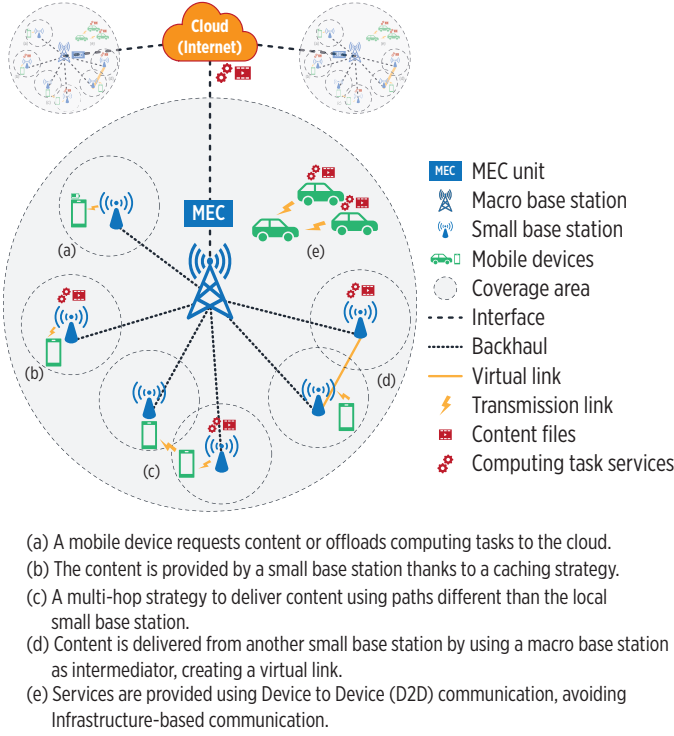 Cloud
(Internet)
MEC
(a)
(e)
(b)
(d)
(c)
MEC MEC unit
Macro base station
Small base station
Mobile devices
Coverage area
Interface
Backhaul
Virtual link
Transmission link
Content files
Computing task services
(a) A mobile device requests content or offloads computing tasks to the cloud.
(b) The content is provided by a small base station thanks to a caching strategy.
(c) A multi-hop strategy to deliver content using paths different than the local
small base station.
(d) Content is delivered from another small base station by using a macro base station
as intermediator, creating a virtual link.
(e) Services are provided using Device to Device (D2D) communication, avoiding
Infrastructure-based communication.